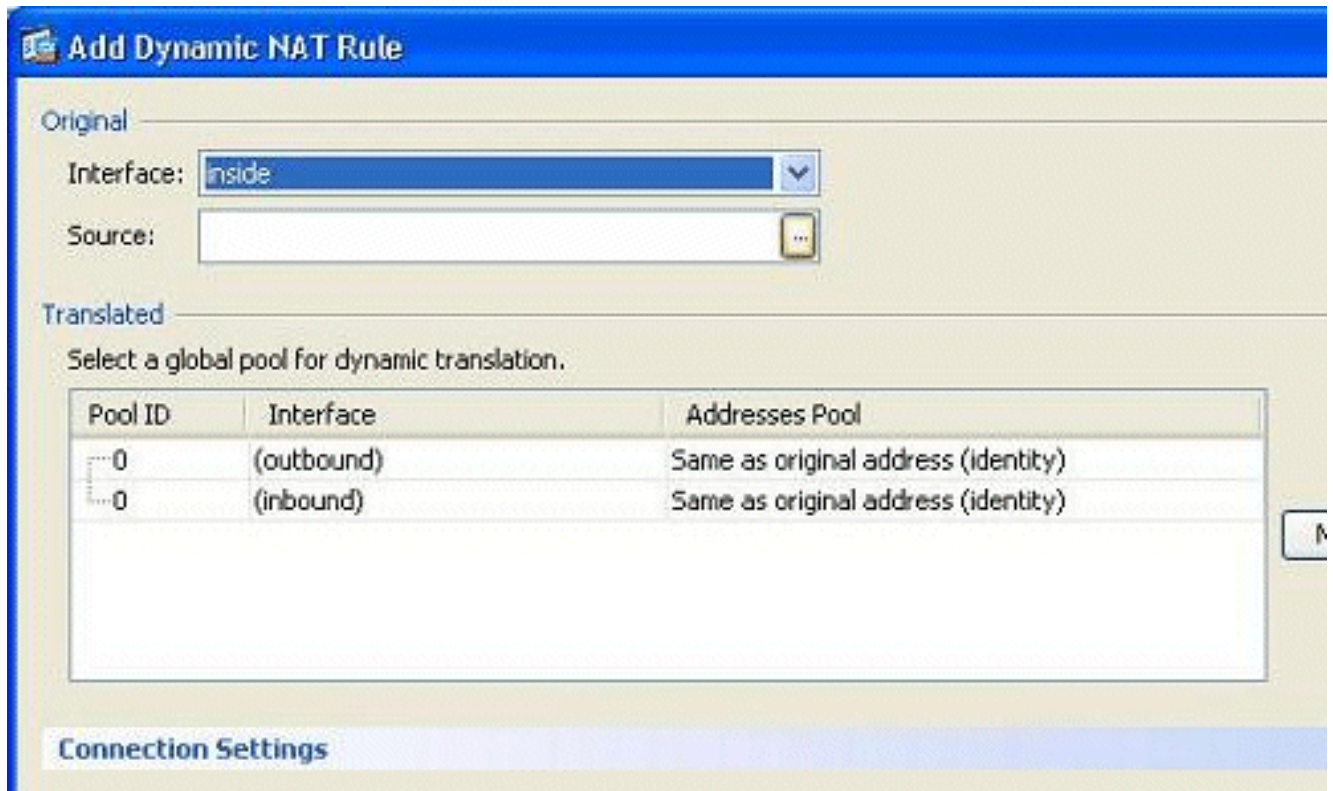 Add Dynamic NAT Rule
Original
Interface: inside
Source: ...
Translated
Select a global pool for dynamic translation.
Pool ID Interface Addresses Pool
0 (outbound) Same as original address (identity)
0 (inbound) Same as original address (identity)
Connection Settings